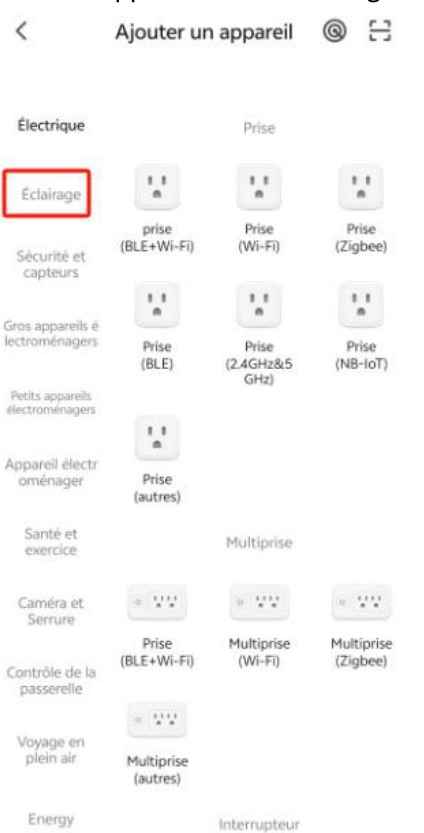 Ajouter un appareil
Électrique
Éclairage
Sécurité et
capteurs
Gros appareils é
lectroménagers
Petits appareils
électroménagers
Appareil électr
oménager
Santé et
exercice
Caméra et
Serrure
Contrôle de la
passerelle
Voyage en
plein air
Energy
Prise
prise
(BLE+Wi-Fi)
Prise
(Wi-Fi)
Prise
(Zigbee)
Prise
(BLE)
Prise
(2.4GHz&5
GHz)
Prise
(NB-IoT)
Prise
(autres)
Multiprise
Prise
(BLE+Wi-Fi)
Multiprise
(Wi-Fi)
Multiprise
(Zigbee)
Multiprise
(autres)
Interrupteur